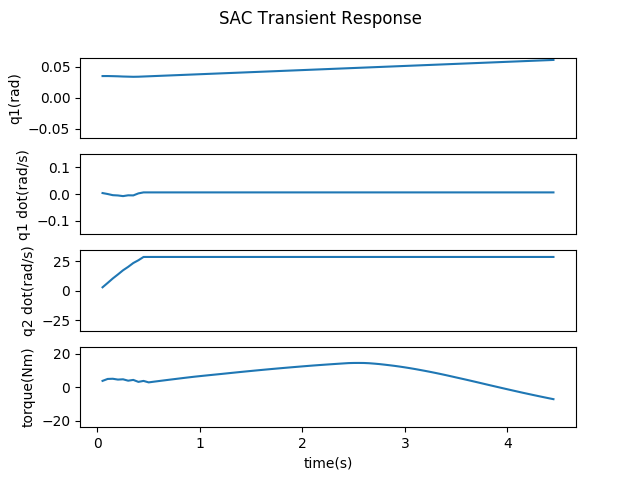 SAC Transient Response
q1(rad)
0.05
0.00
−0.05
q1 dot(rad/s)
0.1
0.0
−0.1
q2 dot(rad/s)
25
0
−25
torque(Nm)
20
0
−20
0 1 2 3 4
time(s)